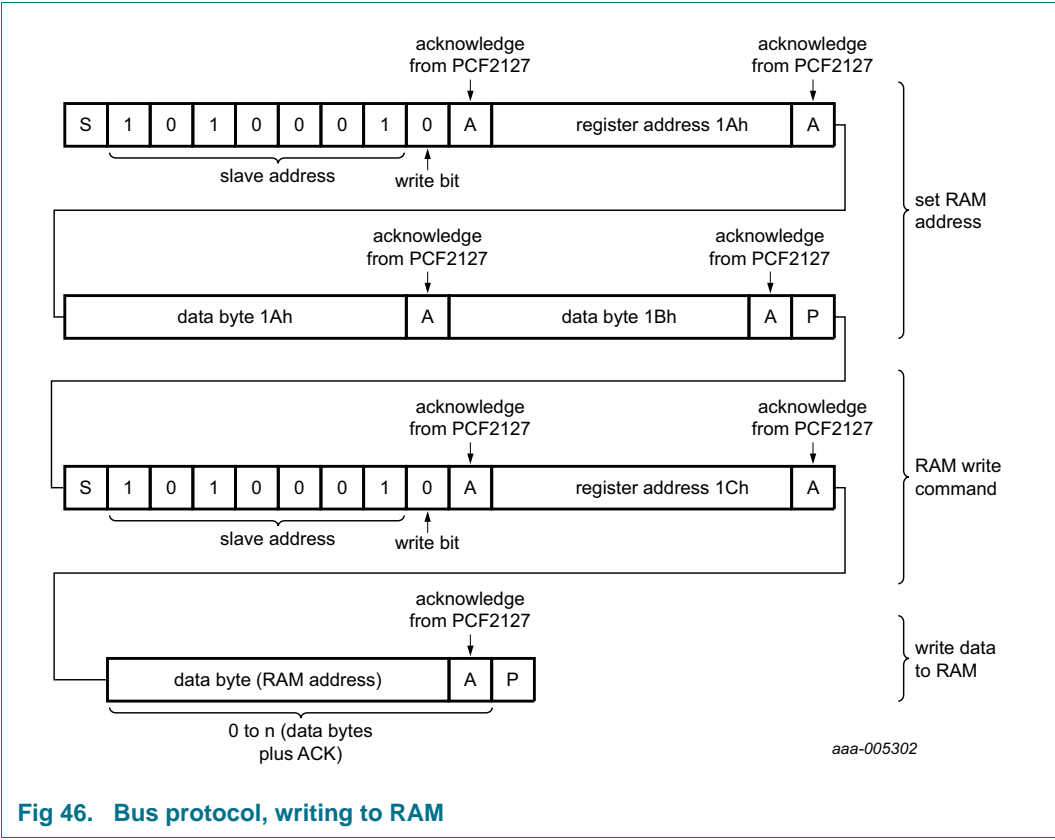 acknowledge
from PCF2127
acknowledge
from PCF2127
S 1 0 1 0 0 0 1 0 A register address 1Ah A
slave address
write bit
set RAM
address
acknowledge
from PCF2127
acknowledge
from PCF2127
data byte 1Ah A data byte 1Bh A P
acknowledge
from PCF2127
acknowledge
from PCF2127
S 1 0 1 0 0 0 1 0 A register address 1Ch A
slave address
write bit
RAM write
command
acknowledge
from PCF2127
data byte (RAM address) A P
write data
to RAM
0 to n (data bytes
plus ACK)
aaa-005302
Fig 46. Bus protocol, writing to RAM